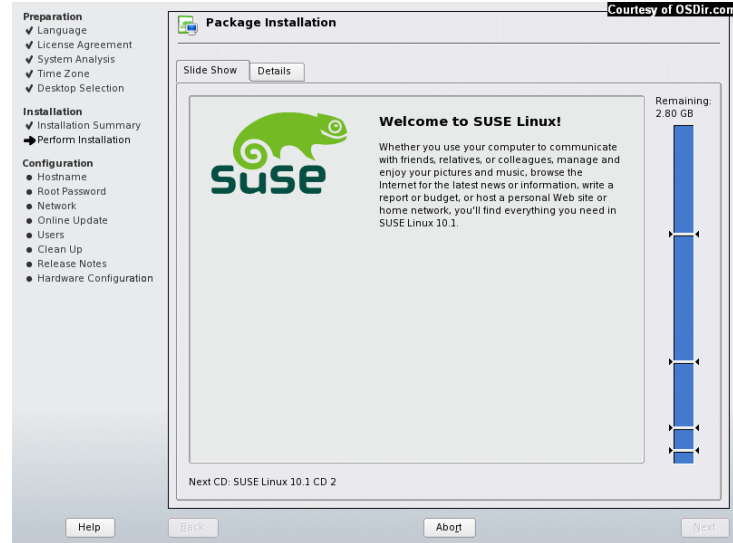 Courtesy of OSDir.com
Preparation
Language
License Agreement
System Analysis
Time Zone
Desktop Selection
Installation
Installation Summary
Perform Installation
Configuration
Hostname
Root Password
Network
Online Update
Users
Clean Up
Release Notes
Hardware Configuration
Package Installation
Slide Show
Details
SUSE
Welcome to SUSE Linux!
Whether you use your computer to communicate
with friends, relatives, or colleagues, manage and
enjoy your pictures and music, browse the
Internet for the latest news or information, write a
report or budget, or host a personal Web site or
home network, you'll find everything you need in
SUSE Linux 10.1.
Remaining:
2.80 GB
Next CD: SUSE Linux 10.1 CD 2
Help
Back
Abort
Next